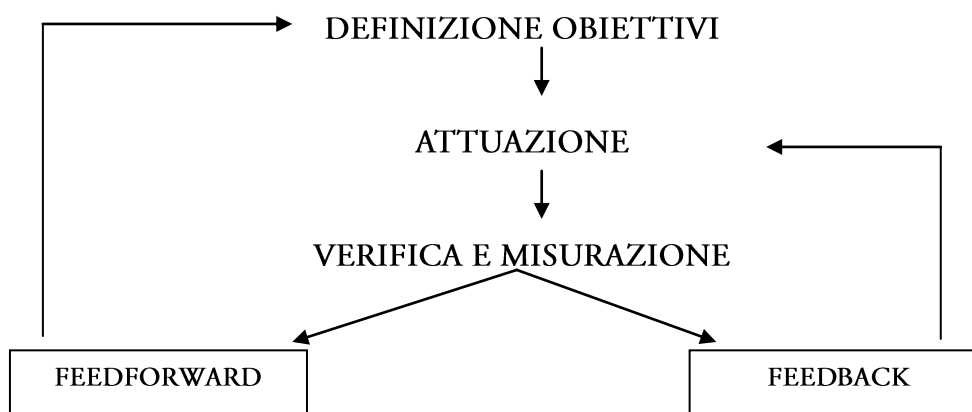 DEFINIZIONE OBIETTIVI
ATTUAZIONE
VERIFICA E MISURAZIONE
FEEDFORWARD
FEEDBACK